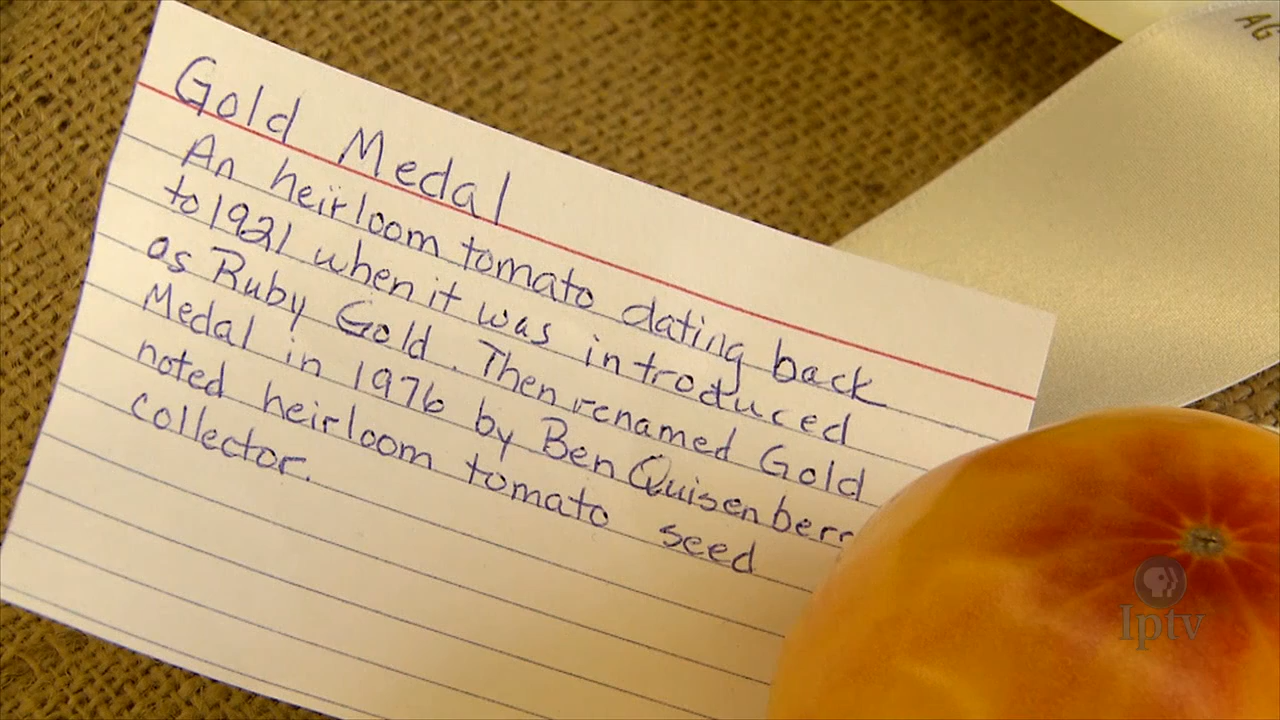 AG
Gold Medal
An heirloom tomato dating back
to 1921 when it was introduced
as Ruby Gold. Then renamed Gold
Medal in 1976 by Ben Quisenberr
noted heirloom tomato seed
collector.
Iptv